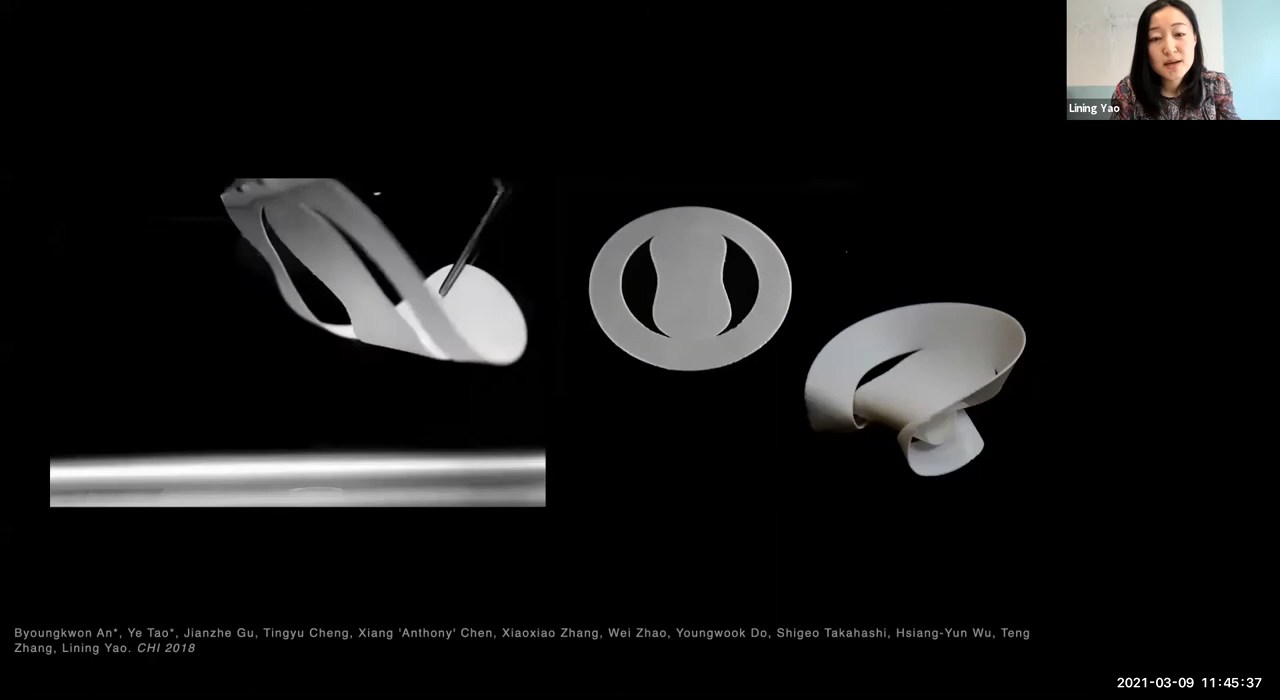 Lining Yao
Byoungkwon An*, Ye Tao*, Jianzhe Gu, Tingyu Cheng, Xiang 'Anthony' Chen, Xiaoxiao Zhang, Wei Zhao, Youngwook Do, Shigeo Takahashi, Hsiang-Yun Wu, Teng
Zhang, Lining Yao. CHI 2018
2021-03-09 11:45:37